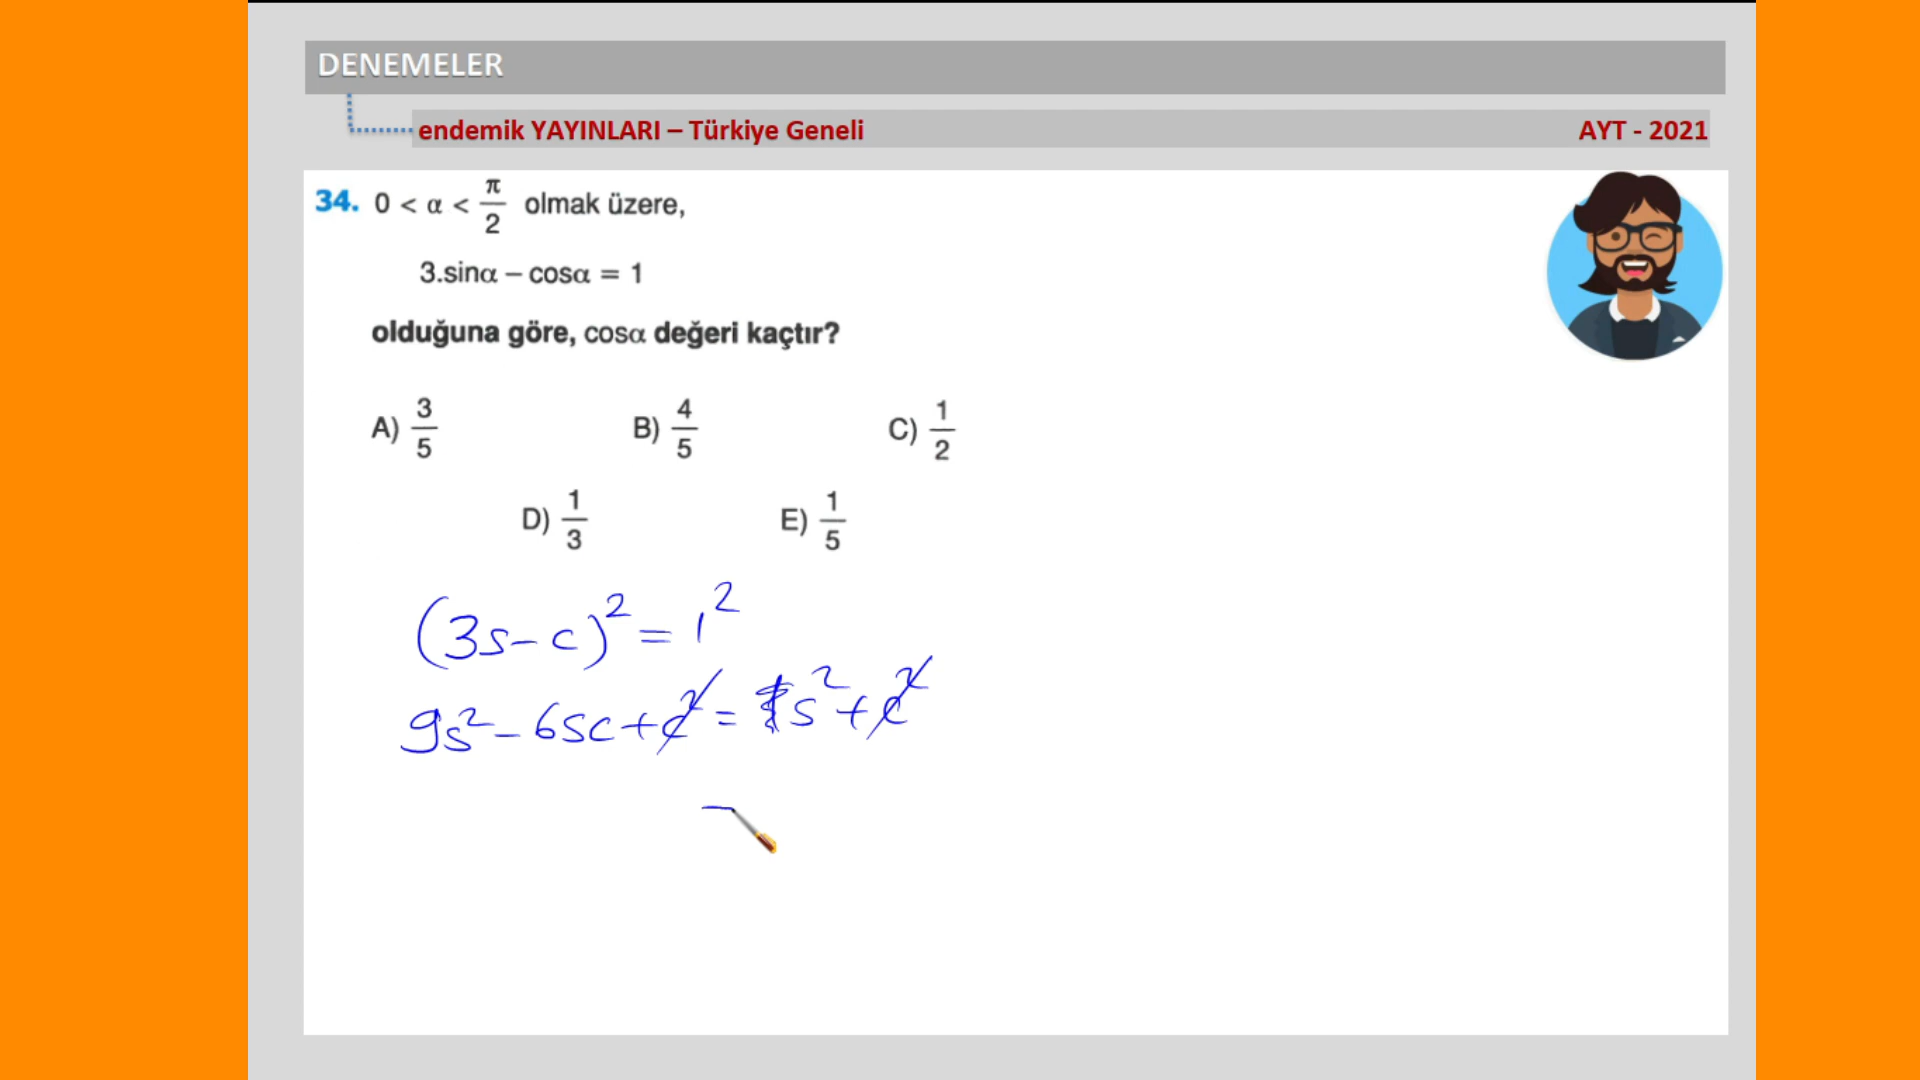 DENEMELER
endemik YAYINLARI – Türkiye Geneli AYT - 2021
34. 0 < α < π/2 olmak üzere,
3.sinα – cosα = 1
olduğuna göre, cosα değeri kaçtır?
A) 3/5 B) 4/5 C) 1/2
D) 1/3 E) 1/5
(3s-c)² = 1²
9s² - 6sc + c² = s² + c²